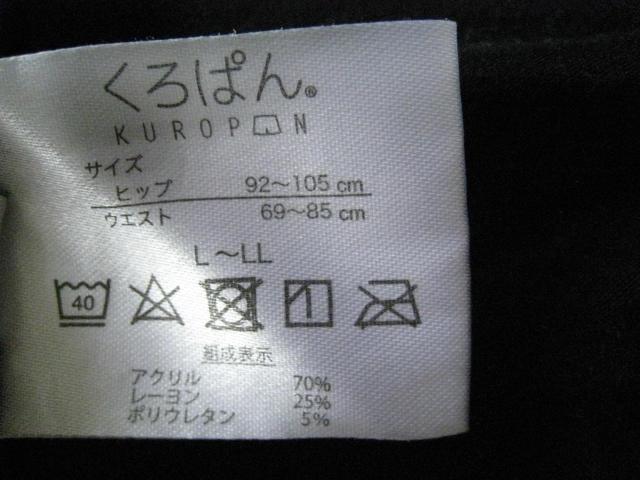 くろぱん®
KUROPAN
サイズ
ヒップ 92～105 cm
ウエスト 69～85 cm
L～LL
40
組成表示
アクリル 70%
レーヨン 25%
ポリウレタン 5%